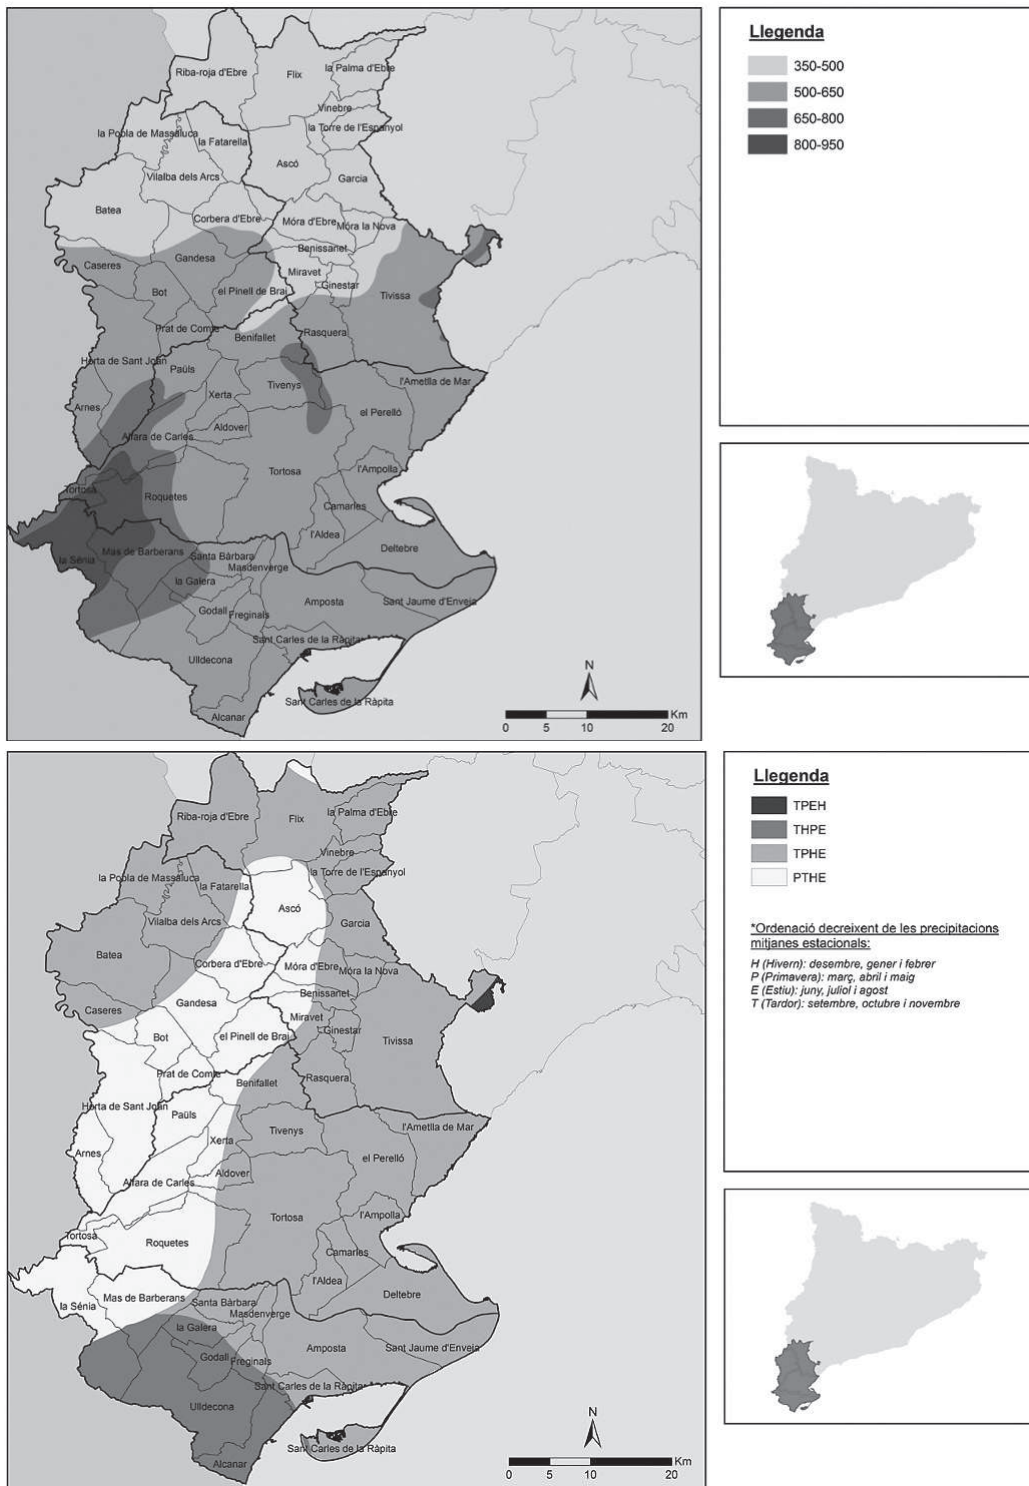 Riba-roja d'Ebre
Flix
la Palma d'Ebre
Vinebre
la Torre de l'Espanyol
la Pobla de Massaluca
la Fatarella
Ascó
Vilalba dels Arcs
Garcia
Batea
Corbera d'Ebre
Móra d'Ebre
Móra la Nova
Benissanet
Gandesa
Caseres
Miravet
Ginestar
Bot
el Pinell de Brai
Tivissa
Prat de Comte
Benifallet
Rasquera
Horta de Sant Joan
Paüls
Tivenys
l'Ametlla de Mar
Xerta
Arnes
el Perelló
Aldover
Alfara de Carles
Tortosa
l'Ampolla
Tortosa
Roquetes
Camarles
l'Aldea
Deltebre
la Sénia
Mas de Barberans
Santa Bàrbara
Masdenverge
la Galera
Godall
Freginals
Amposta
Sant Jaume d'Enveja
Sant Carles de la Ràpita
Ulldecona
Sant Carles de la Ràpita
Alcanar
N
Km
0 5 10 20
Llegenda
350-500
500-650
650-800
800-950
Riba-roja d'Ebre
Flix
la Palma d'Ebre
Vinebre
la Torre de l'Espanyol
la Pobla de Massaluca
la Fatarella
Ascó
Vilalba dels Arcs
Garcia
Batea
Corbera d'Ebre
Móra d'Ebre
Móra la Nova
Benissanet
Gandesa
Caseres
Miravet
Ginestar
Bot
el Pinell de Brai
Tivissa
Prat de Comte
Benifallet
Rasquera
Horta de Sant Joan
Paüls
Tivenys
l'Ametlla de Mar
Xerta
Arnes
el Perelló
Aldover
Alfara de Carles
Tortosa
l'Ampolla
Tortosa
Roquetes
Camarles
l'Aldea
Deltebre
la Sénia
Mas de Barberans
Santa Bàrbara
Masdenverge
la Galera
Godall
Freginals
Amposta
Sant Jaume d'Enveja
Sant Carles de la Ràpita
Ulldecona
Sant Carles de la Ràpita
Alcanar
N
Km
0 5 10 20
Llegenda
TPEH
THPE
TPHE
PTHE
*Ordenació decreixent de les precipitacions
mitjanes estacionals:
H (Hivern): desembre, gener i febrer
P (Primavera): març, abril i maig
E (Estiu): juny, juliol i agost
T (Tardor): setembre, octubre i novembre